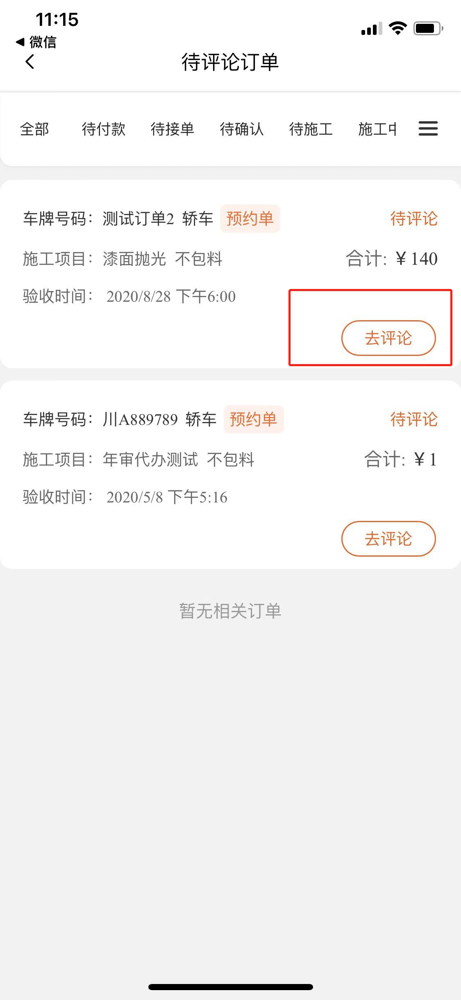 11:15
◀ 微信
待评论订单
全部 待付款 待接单 待确认 待施工 施工中
车牌号码： 测试订单2 轿车 预约单 待评论
施工项目： 漆面抛光 不包料 合计: ￥140
验收时间： 2020/8/28 下午6:00
去评论
车牌号码： 川A889789 轿车 预约单 待评论
施工项目： 年审代办测试 不包料 合计: ￥1
验收时间： 2020/5/8 下午5:16
去评论
暂无相关订单